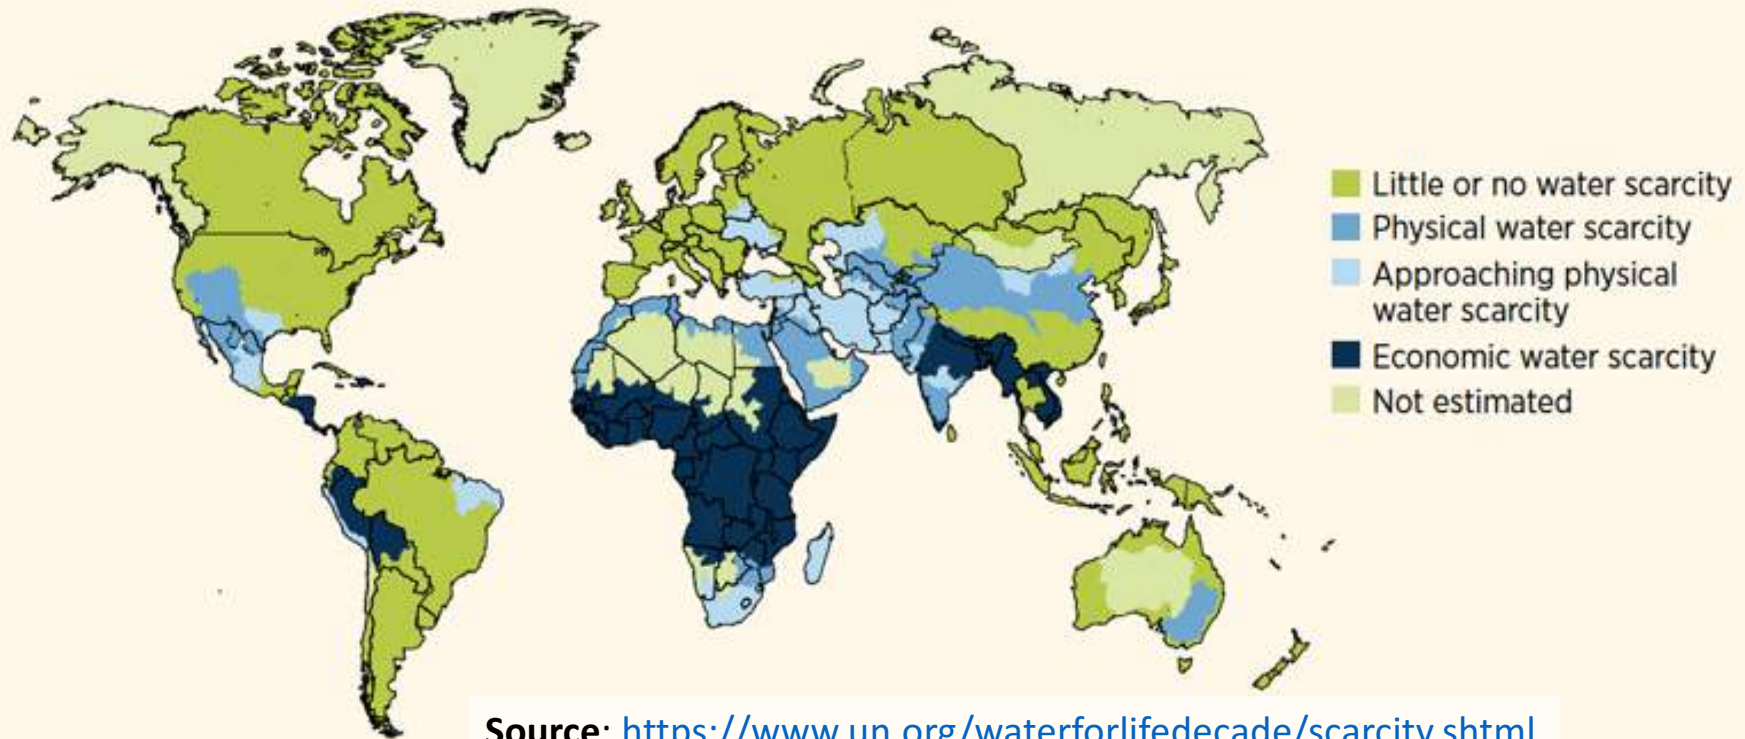 Little or no water scarcity
Physical water scarcity
Approaching physical
water scarcity
Economic water scarcity
Not estimated
Source: https://www.un.org/waterforlifedecade/scarcity.shtml